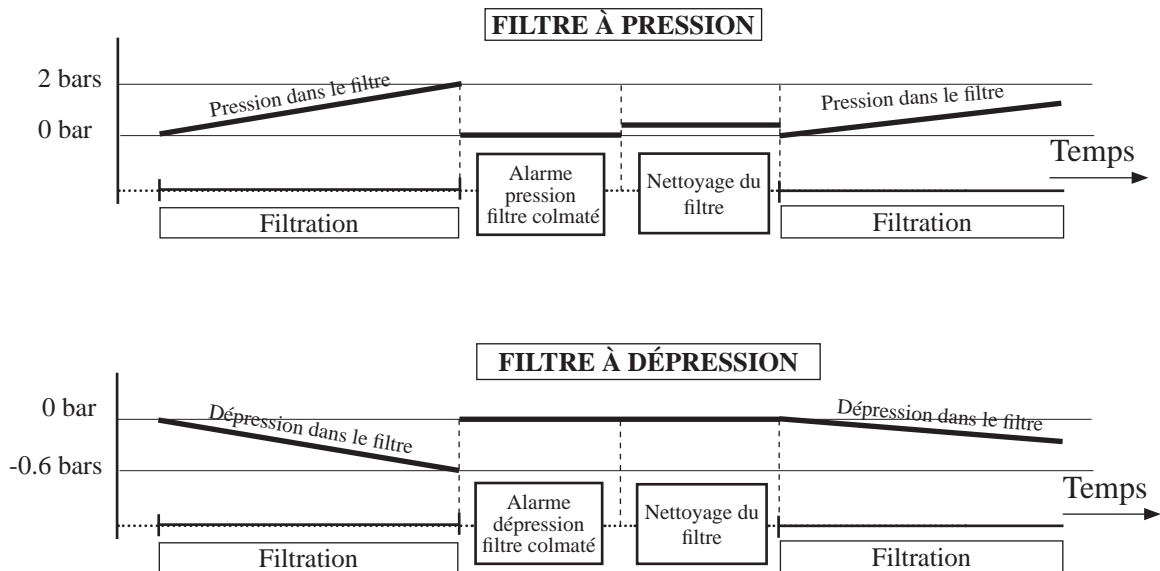 FILTRE À PRESSION
2 bars
Pression dans le filtre
Pression dans le filtre
0 bar
Temps
Alarme
pression
filtre colmaté
Nettoyage du
filtre
Filtration
Filtration
FILTRE À DÉPRESSION
0 bar
Dépression dans le filtre
Dépression dans le filtre
-0.6 bars
Temps
Alarme
dépression
filtre colmaté
Nettoyage du
filtre
Filtration
Filtration